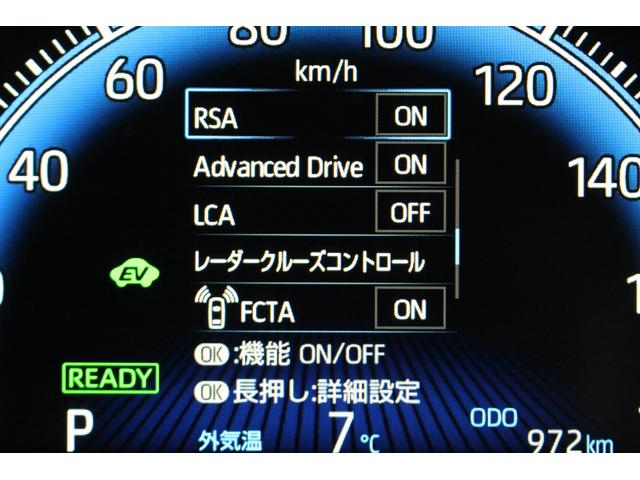 80 100
60 km/h 120
RSA ON
40 Advanced Drive ON 140
LCA OFF
レーダークルーズコントロール
EV
FCTA ON
OK:機能 ON/OFF
READY OK長押し:詳細設定
P 外気温 7℃ ODO 972km